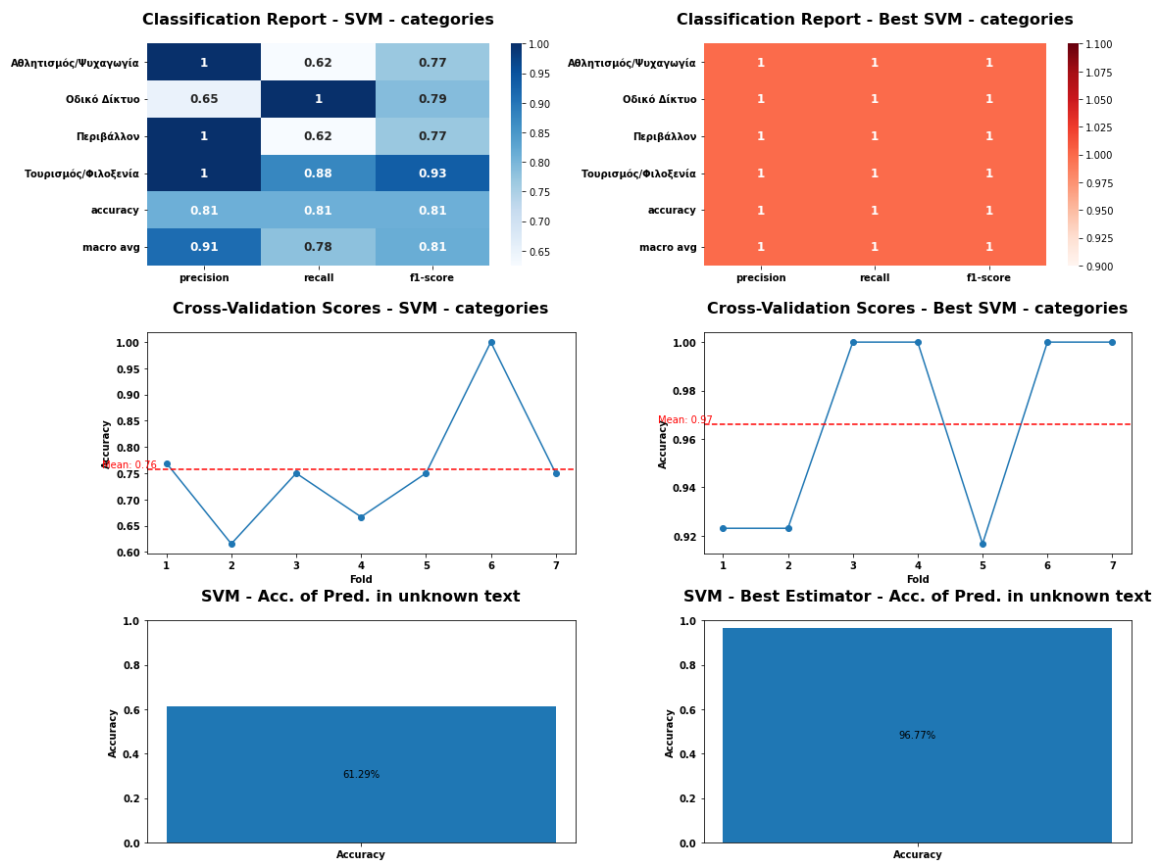 Classification Report - SVM - categories
Αθλητισμός/Ψυχαγωγία 1 0.62 0.77
Οδικό Δίκτυο 0.65 1 0.79
Περιβάλλον 1 0.62 0.77
Τουρισμός/Φιλοξενία 1 0.88 0.93
accuracy 0.81 0.81 0.81
macro avg 0.91 0.78 0.81
precision recall f1-score
1.00
0.95
0.90
0.85
0.80
0.75
0.70
0.65
Classification Report - Best SVM - categories
Αθλητισμός/Ψυχαγωγία 1 1 1
Οδικό Δίκτυο 1 1 1
Περιβάλλον 1 1 1
Τουρισμός/Φιλοξενία 1 1 1
accuracy 1 1 1
macro avg 1 1 1
precision recall f1-score
1.100
1.075
1.050
1.025
1.000
0.975
0.950
0.925
0.900
Cross-Validation Scores - SVM - categories
Accuracy
1.00
0.95
0.90
0.85
0.80
0.75
0.70
0.65
0.60
Mean: 0.76
1 2 3 4 5 6 7
Fold
Cross-Validation Scores - Best SVM - categories
Accuracy
1.00
0.98
0.96
0.94
0.92
Mean: 0.97
1 2 3 4 5 6 7
Fold
SVM - Acc. of Pred. in unknown text
Accuracy
1.0
0.8
0.6
0.4
0.2
0.0
61.29%
Accuracy
SVM - Best Estimator - Acc. of Pred. in unknown text
Accuracy
1.0
0.8
0.6
0.4
0.2
0.0
96.77%
Accuracy